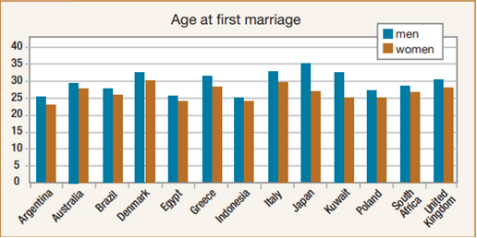 Age at first marriage
men
women
40
35
30
25
20
15
10
5
0
Argentina
Australia
Brazil
Denmark
Egypt
Greece
Indonesia
Italy
Japan
Kuwait
Poland
South
Africa
United
Kingdom